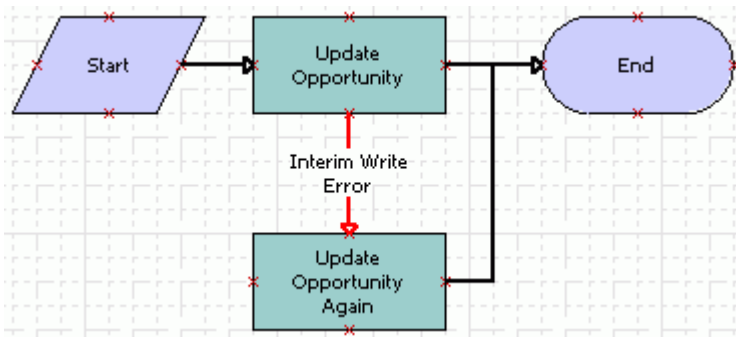 Start
Update
Opportunity
End
Interim Write
Error
Update
Opportunity
Again